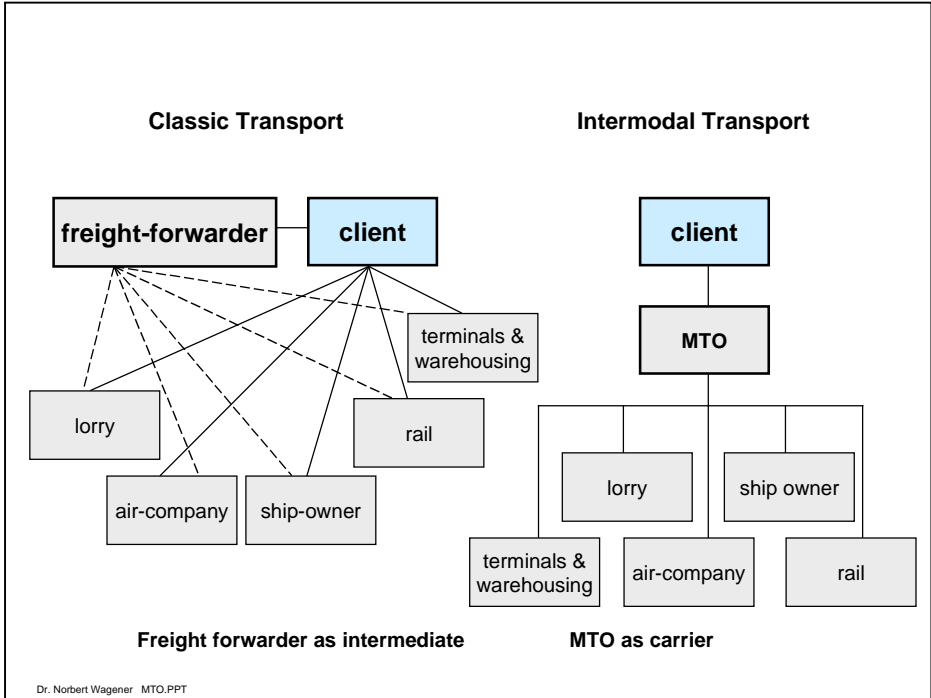 Classic Transport
Intermodal Transport
freight-forwarder
client
client
terminals &
warehousing
MTO
lorry
rail
air-company
ship-owner
lorry
ship owner
terminals &
warehousing
air-company
rail
Freight forwarder as intermediate
MTO as carrier
Dr. Norbert Wagener MTO.PPT